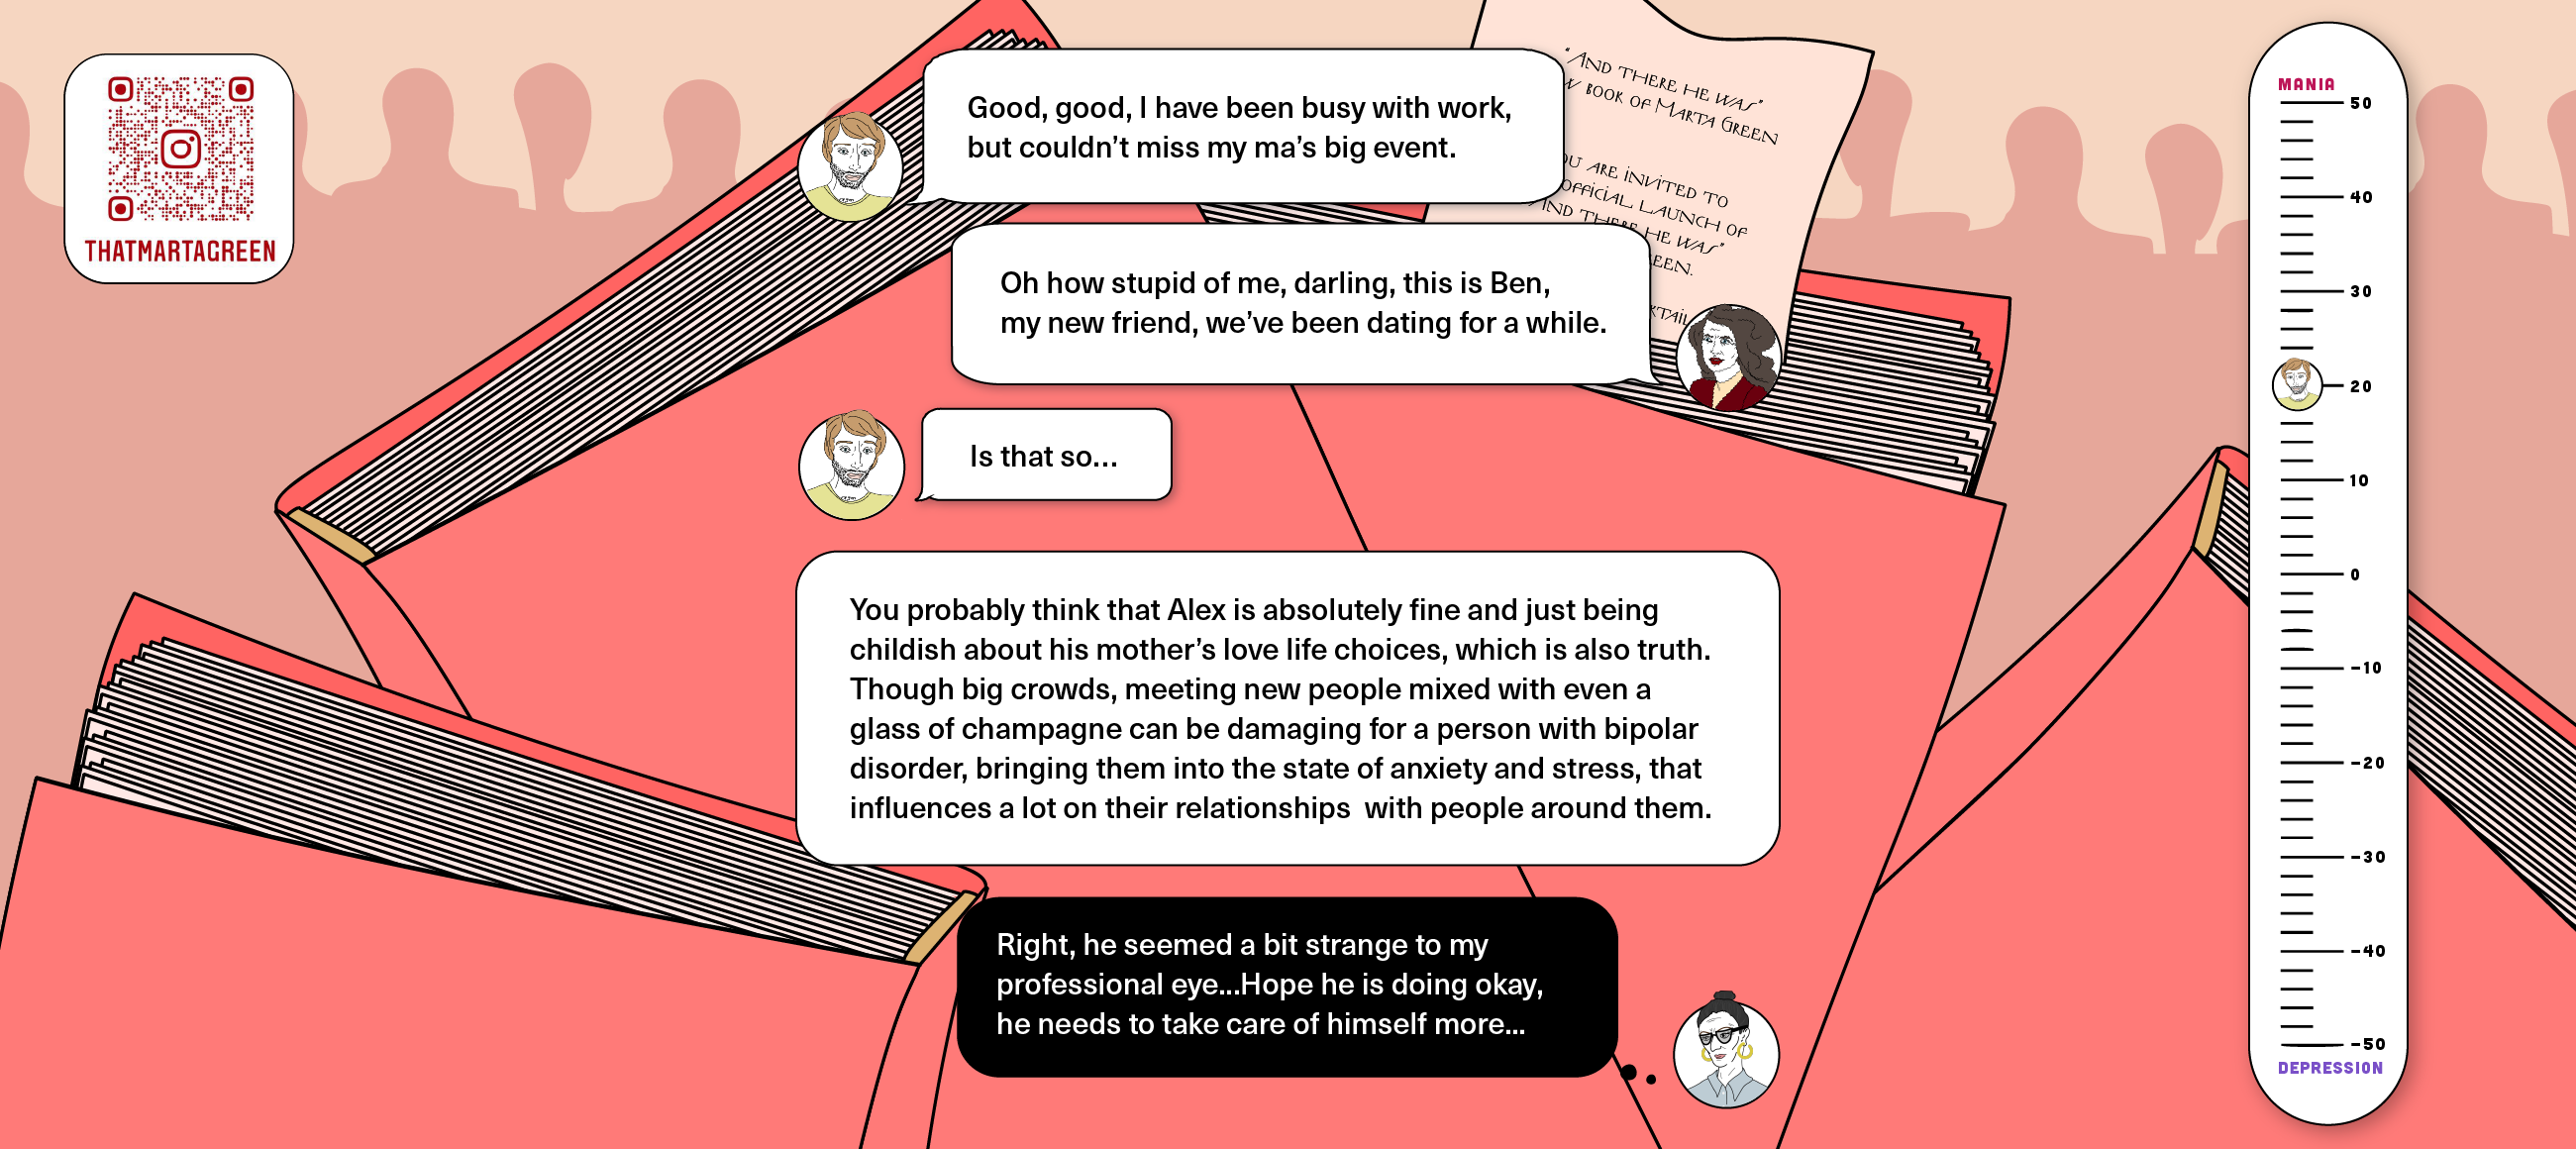 THATMARTAGREEN
Good, good, I have been busy with work,
but couldn't miss my ma's big event.
"AND THERE HE WAS"
BOOK OF MARTA GREEN
ARE INVITED TO
OFFICIAL LAUNCH OF
HE WAS"
Oh how stupid of me, darling, this is Ben,
my new friend, we've been dating for a while.
Is that so...
You probably think that Alex is absolutely fine and just being
childish about his mother's love life choices, which is also truth.
Though big crowds, meeting new people mixed with even a
glass of champagne can be damaging for a person with bipolar
disorder, bringing them into the state of anxiety and stress, that
influences a lot on their relationships  with people around them.
Right, he seemed a bit strange to my
professional eye...Hope he is doing okay,
he needs to take care of himself more...
MANIA
50
40
30
20
10
0
-10
-20
-30
-40
-50
DEPRESSION